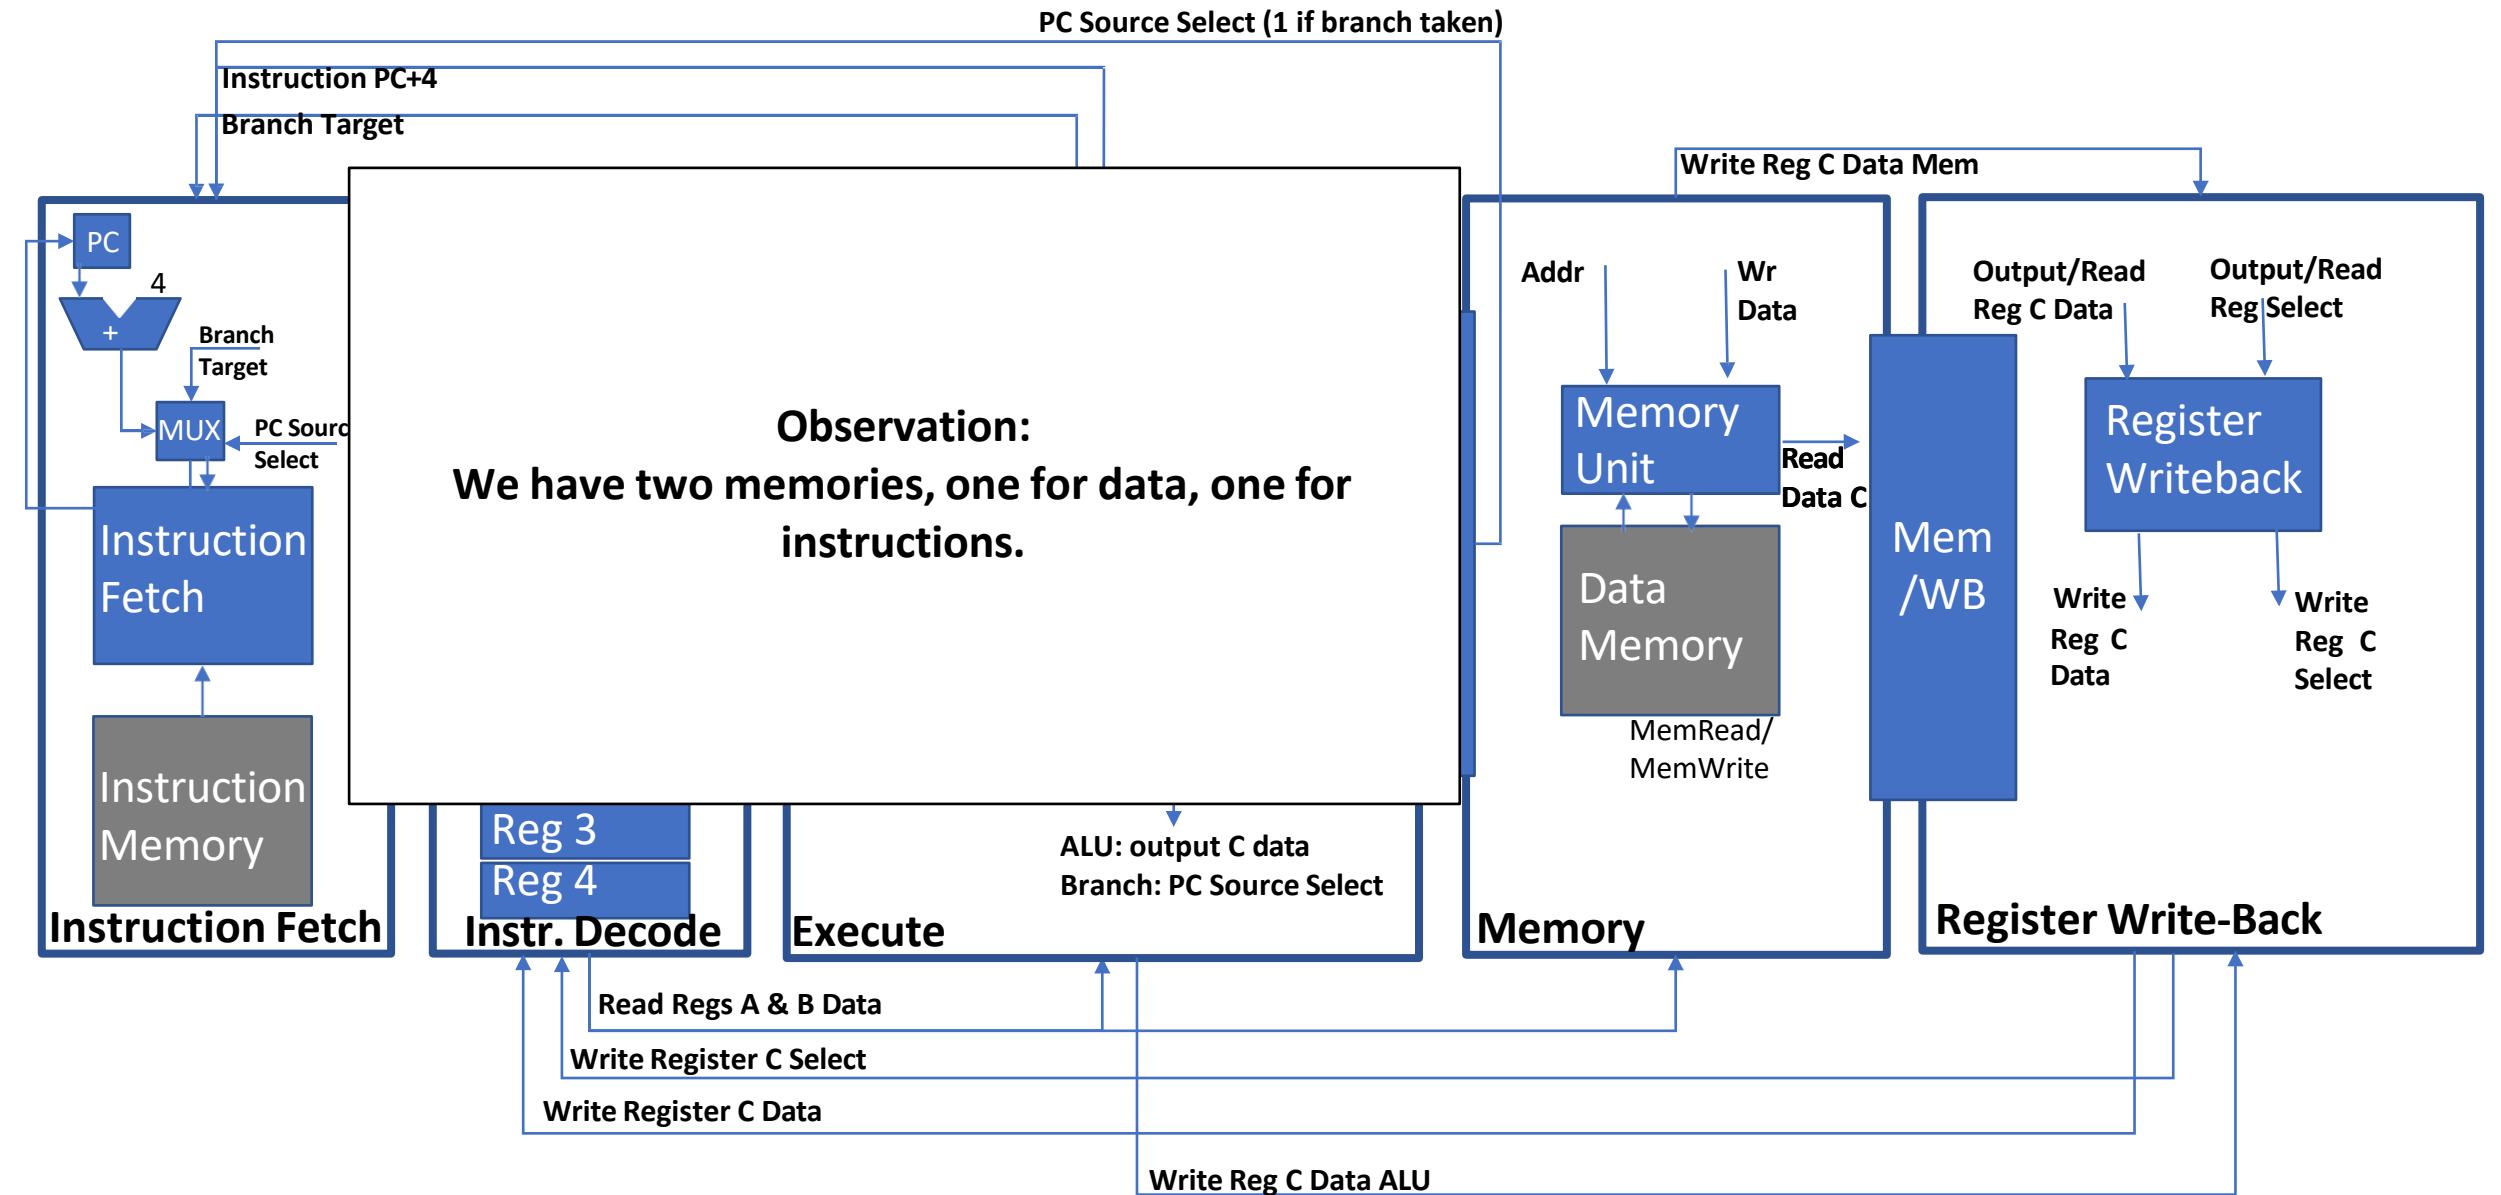 PC Source Select (1 if branch taken)
Instruction PC+4
Branch Target
Write Reg C Data Mem
PC
4
+
Branch
Target
MUX
PC Sourc
Select
Instruction
Fetch
Instruction
Memory
Instruction Fetch
Observation:
We have two memories, one for data, one for
instructions.
Reg 3
Reg 4
Instr. Decode
ALU: output C data
Branch: PC Source Select
Execute
Addr
Wr
Data
Memory
Unit
Read
Data C
Data
Memory
MemRead/
MemWrite
Memory
Mem
/WB
Output/Read
Reg C Data
Output/Read
Reg Select
Register
Writeback
Write
Reg C
Data
Write
Reg C
Select
Register Write-Back
Read Regs A & B Data
Write Register C Select
Write Register C Data
Write Reg C Data ALU